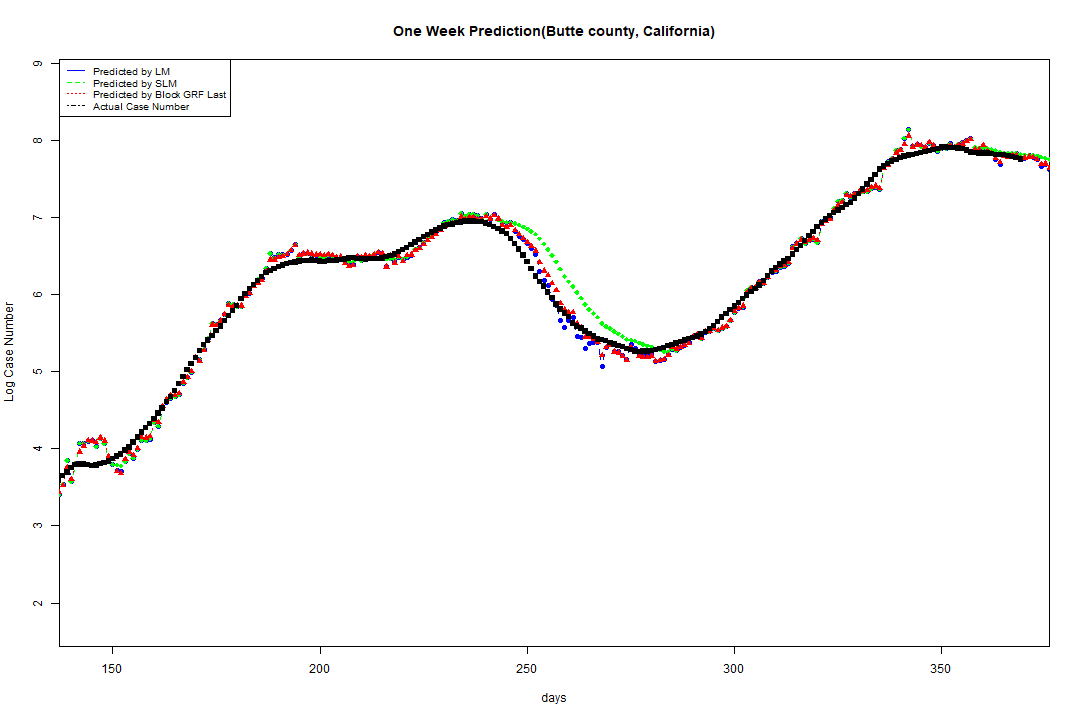 One Week Prediction(Butte county, California)
Predicted by LM
Predicted by SLM
Predicted by Block GRF Last
Actual Case Number
9
8
7
6
5
4
3
2
Log Case Number
150 200 250 300 350
days